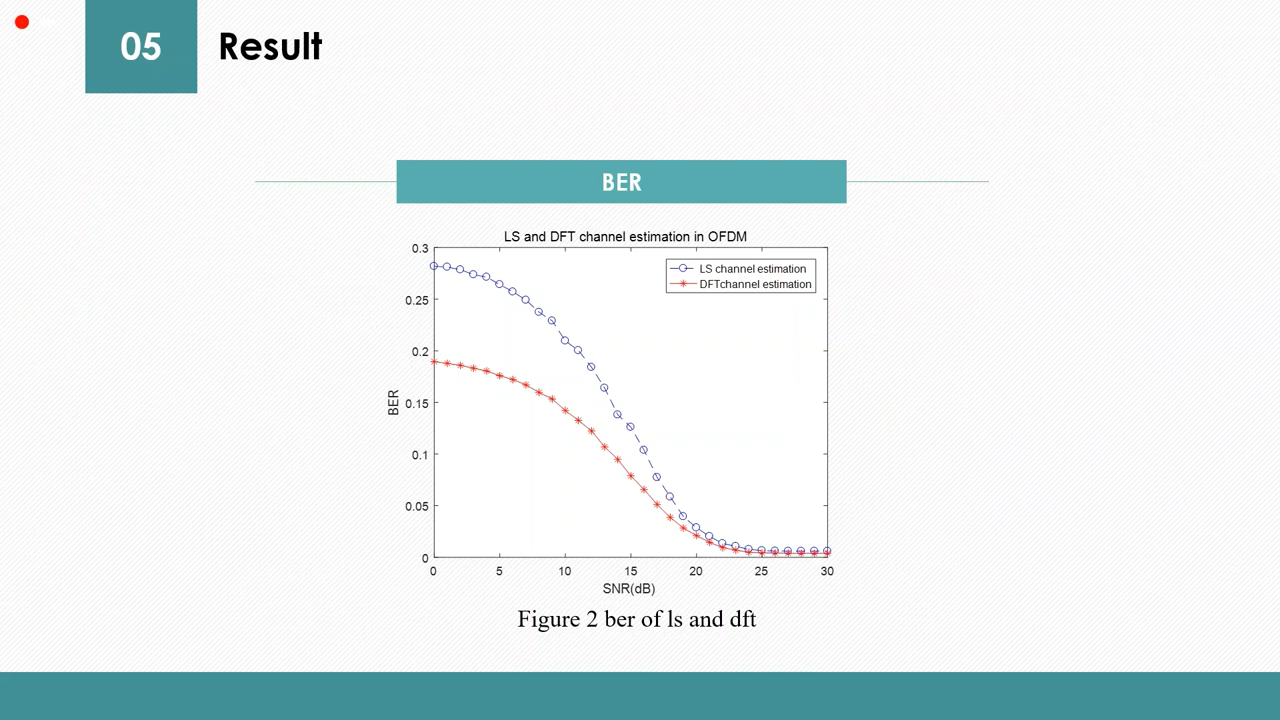 05
Result
BER
LS and DFT channel estimation in OFDM
LS channel estimation
DFTchannel estimation
0.3
0.25
0.2
0.15
0.1
0.05
0
BER
0 5 10 15 20 25 30
SNR(dB)
Figure 2 ber of ls and dft